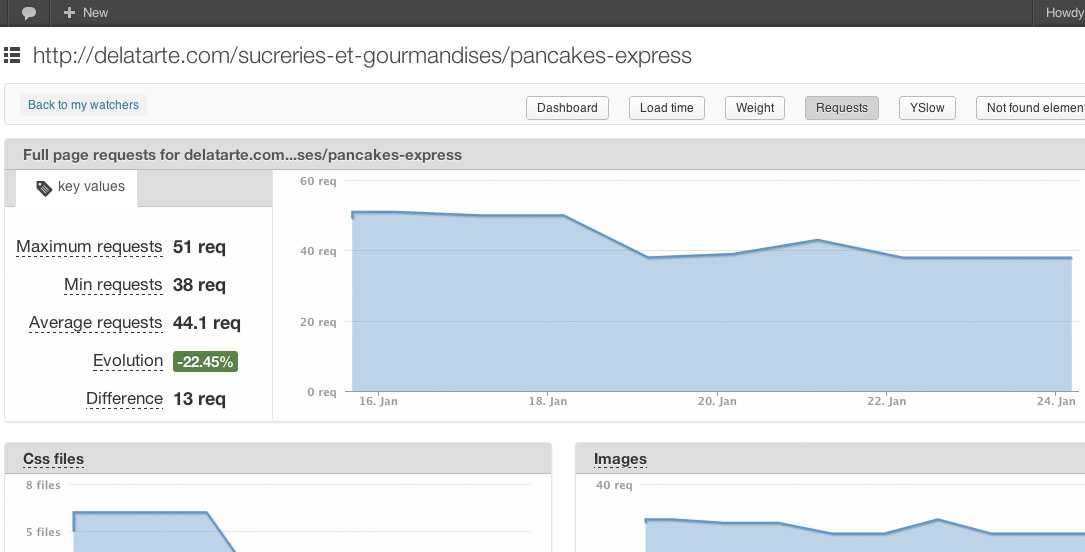 New
Howdy
http://delatarte.com/sucreries-et-gourmandises/pancakes-express
Back to my watchers
Dashboard
Load time
Weight
Requests
YSlow
Not found elemen
Full page requests for delatarte.com...ses/pancakes-express
key values
Maximum requests 51 req
Min requests 38 req
Average requests 44.1 req
Evolution -22.45%
Difference 13 req
60 req
40 req
20 req
0 req
16. Jan
18. Jan
20. Jan
22. Jan
24. Jan
Css files
8 files
5 files
Images
40 req